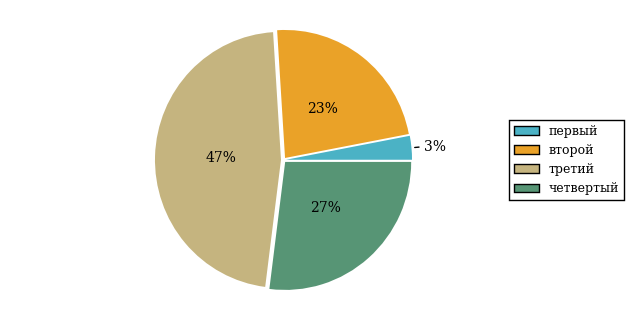 23%
3%
47%
27%
первый
второй
третий
четвертый